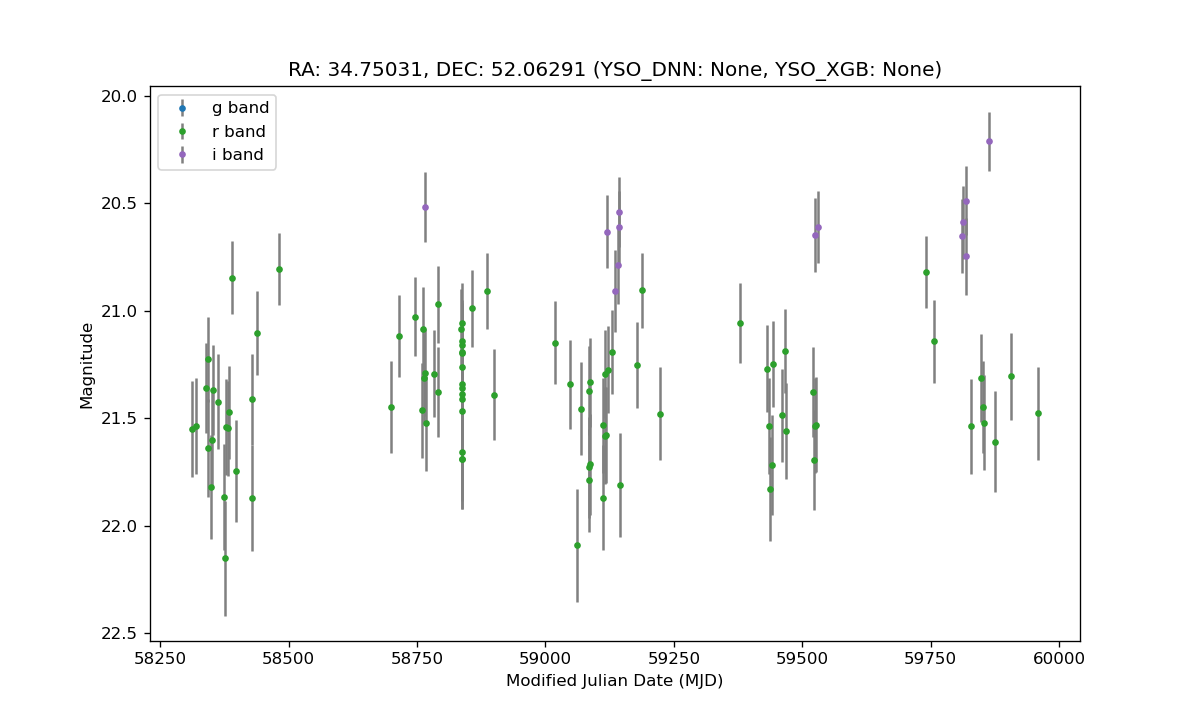 RA: 34.75031, DEC: 52.06291 (YSO_DNN: None, YSO_XGB: None)
g band
r band
i band
20.0
20.5
21.0
21.5
22.0
22.5
Magnitude
58250 58500 58750 59000 59250 59500 59750 60000
Modified Julian Date (MJD)